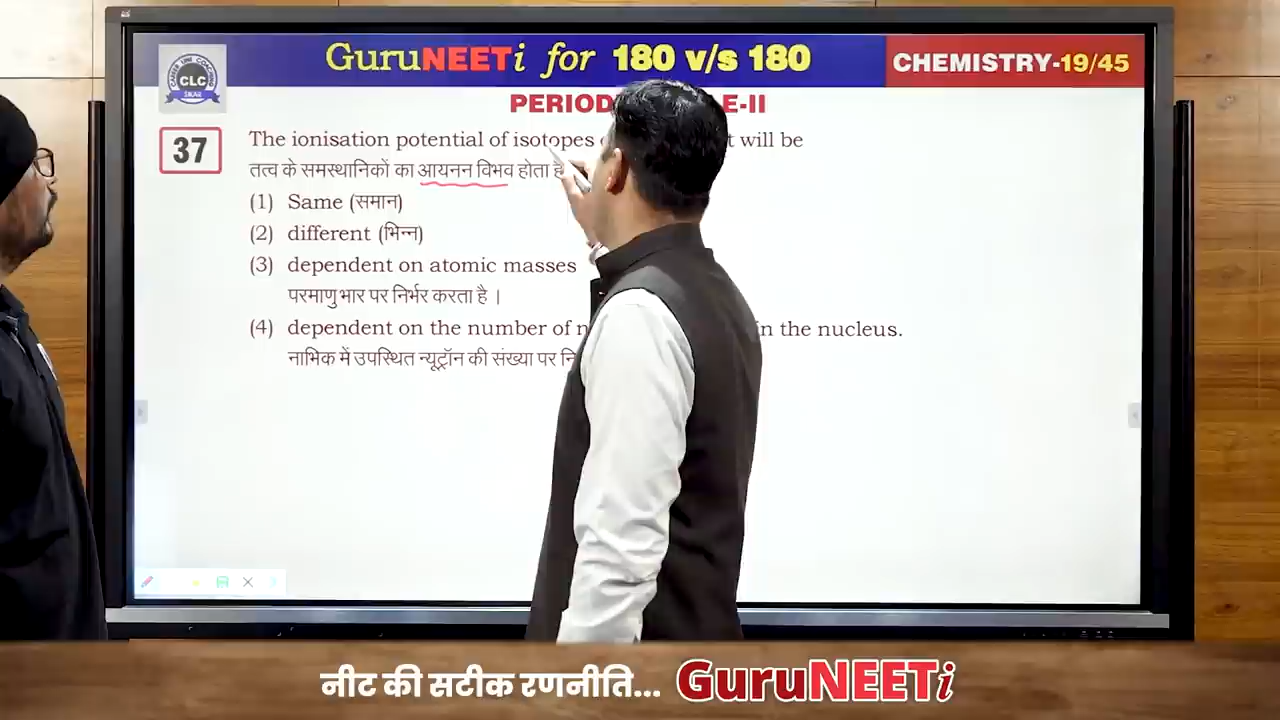 GuruNEETi for 180 v/s 180
CHEMISTRY-19/45
CLC
SIKAR
PERIOD E-II
37
The ionisation potential of isotopes t will be
तत्व के समस्थानिकों का आयनन विभव होता है
(1) Same (समान)
(2) different (भिन्न)
(3) dependent on atomic masses
परमाणुभार पर निर्भर करता है ।
(4) dependent on the number of n in the nucleus.
नाभिक में उपस्थित न्यूट्रॉन की संख्या पर नि
नीट की सटीक रणनीति... GuruNEETi